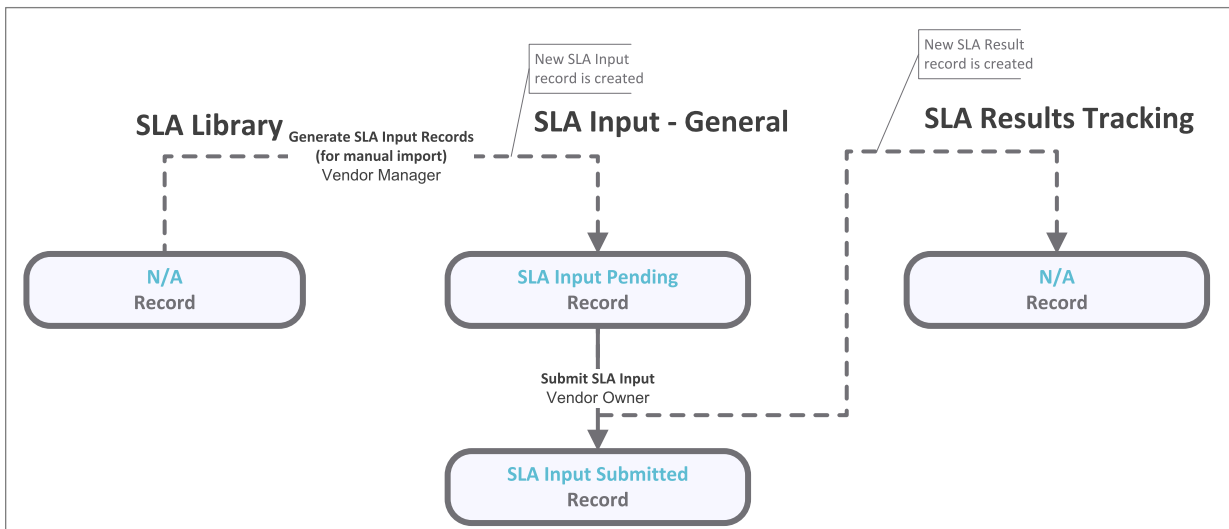 New SLA Input
record is created
New SLA Result
record is created
SLA Library
SLA Input - General
SLA Results Tracking
Generate SLA Input Records
(for manual import)
Vendor Manager
N/A
Record
SLA Input Pending
Record
N/A
Record
Submit SLA Input
Vendor Owner
SLA Input Submitted
Record